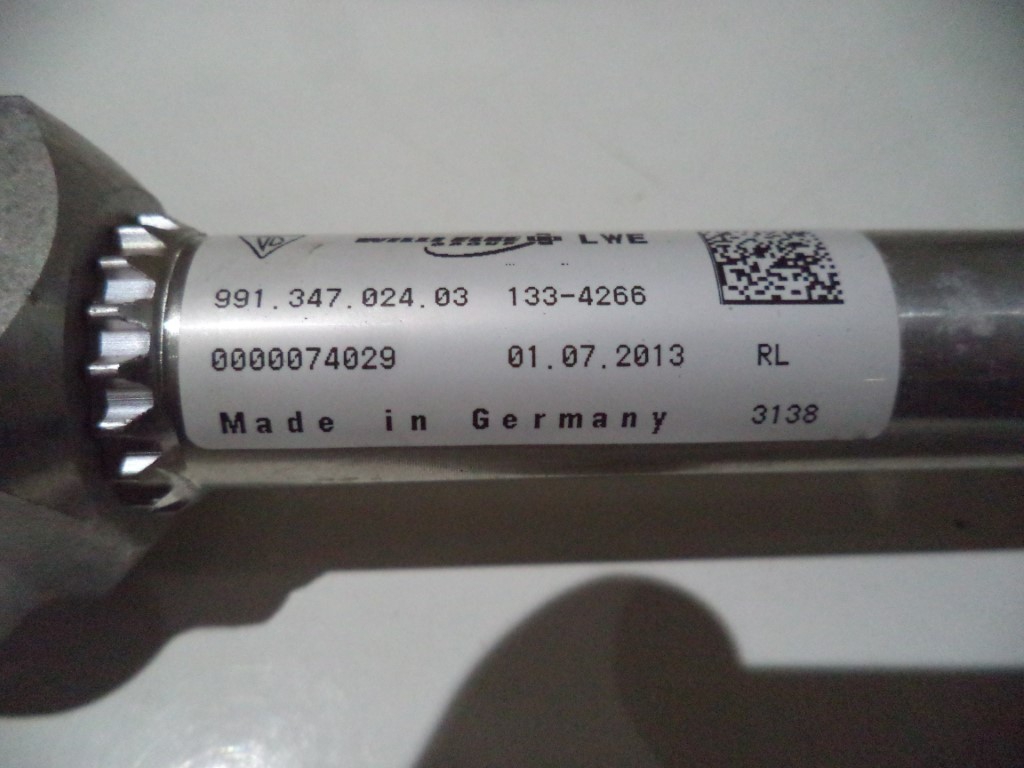 LWE
991.347.024.03 133-4266
0000074029 01.07.2013 RL
Made in Germany 3138